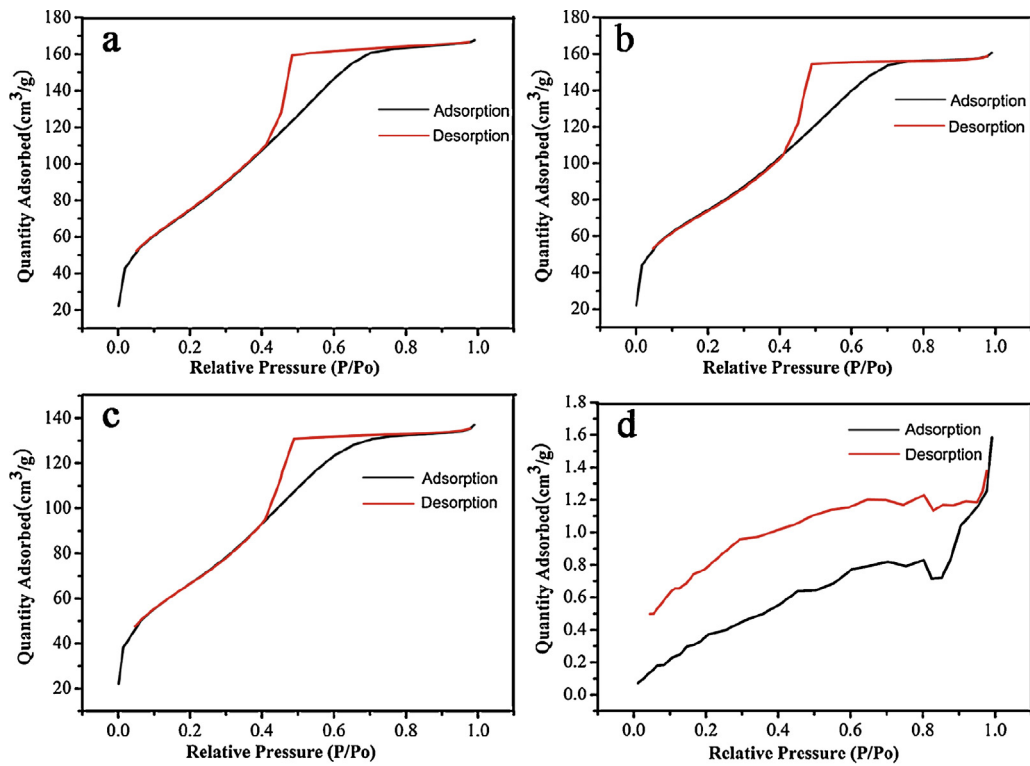 a
180
160
140
120
100
80
60
40
20
Quantity Adsorbed(cm³/g)
Adsorption
Desorption
0.0 0.2 0.4 0.6 0.8 1.0
Relative Pressure (P/Po)
b
180
160
140
120
100
80
60
40
20
Quantity Adsorbed(cm³/g)
Adsorption
Desorption
0.0 0.2 0.4 0.6 0.8 1.0
Relative Pressure (P/Po)
c
140
120
100
80
60
40
20
Quantity Adsorbed(cm³/g)
Adsorption
Desorption
0.0 0.2 0.4 0.6 0.8 1.0
Relative Pressure (P/Po)
d
1.8
1.6
1.4
1.2
1.0
0.8
0.6
0.4
0.2
0.0
Quantity Adsorbed(cm³/g)
Adsorption
Desorption
0.0 0.2 0.4 0.6 0.8 1.0
Relative Pressure (P/Po)